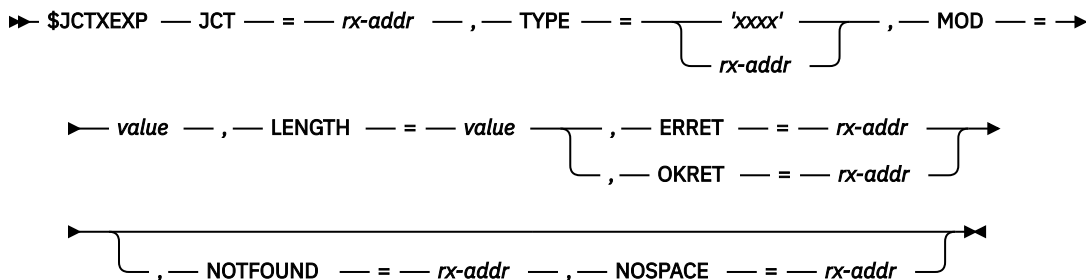 $JCTXEXP JCT = rx-addr , TYPE = 'xxxx' , MOD =
rx-addr
value , LENGTH = value , ERRET = rx-addr
, OKRET = rx-addr
, NOTFOUND = rx-addr , NOSPACE = rx-addr